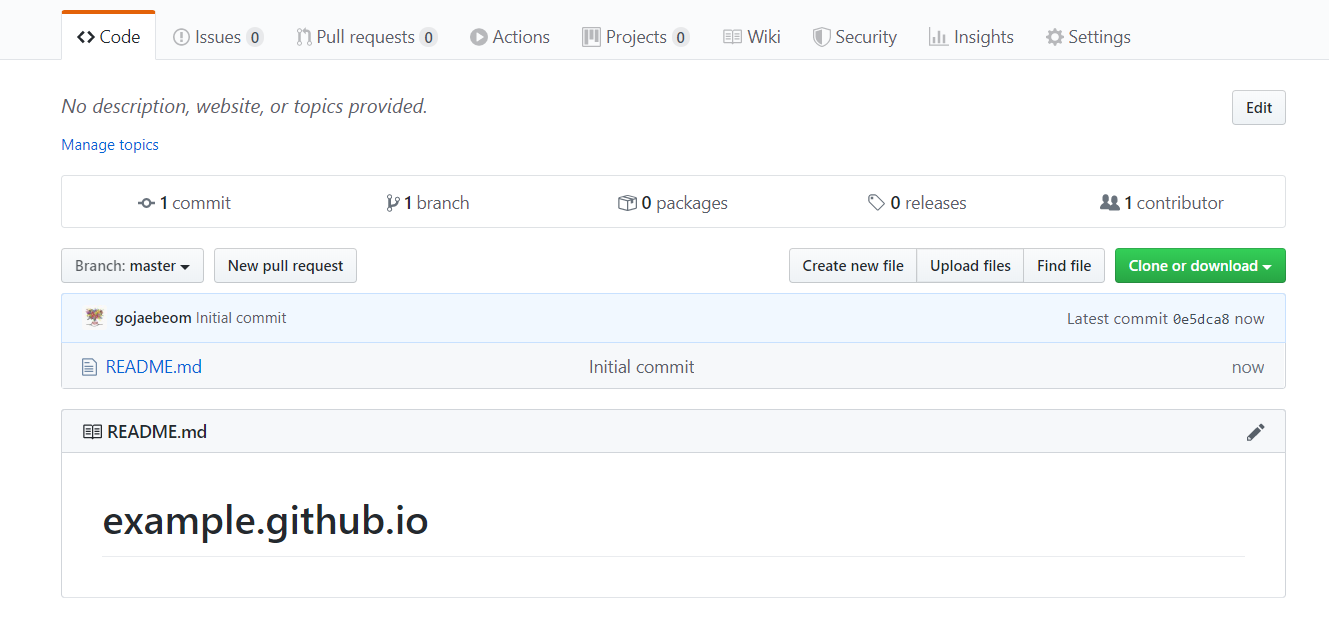 Code Issues 0 Pull requests 0 Actions Projects 0 Wiki Security Insights Settings
No description, website, or topics provided. Edit
Manage topics
1 commit 1 branch 0 packages 0 releases 1 contributor
Branch: master New pull request Create new file Upload files Find file Clone or download
gojaebeom Initial commit Latest commit 0e5dca8 now
README.md Initial commit now
README.md
example.github.io